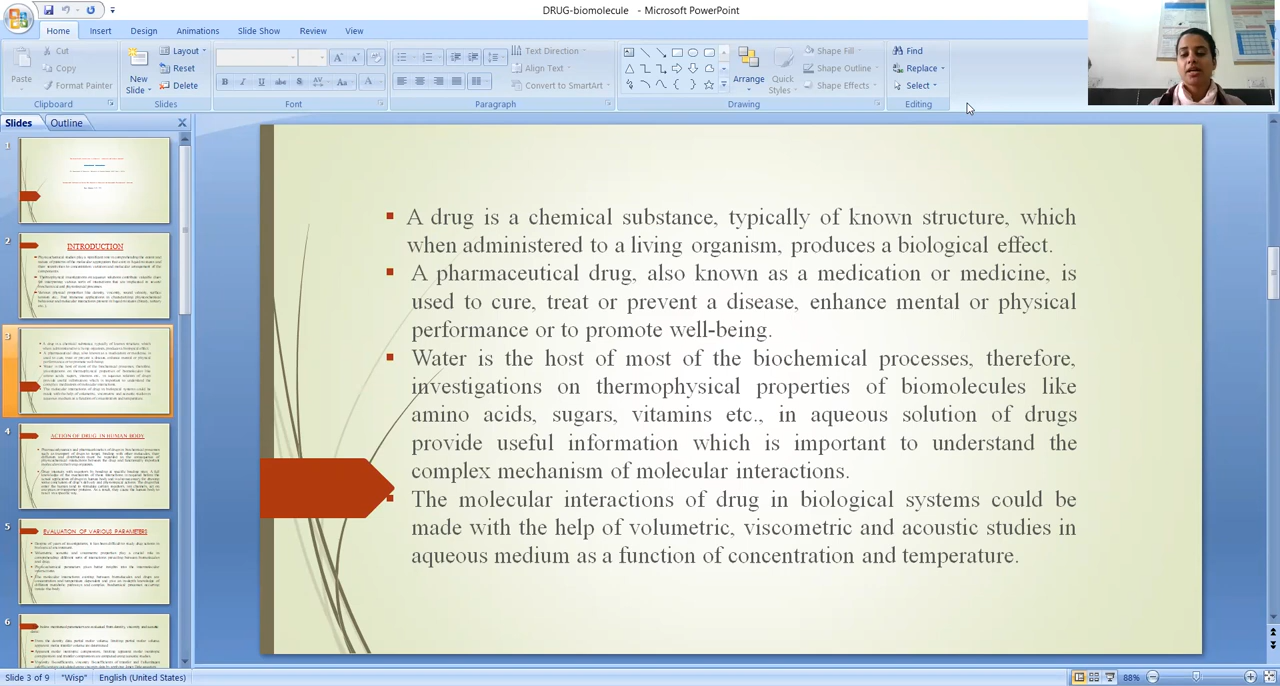 DRUG-biomolecule - Microsoft PowerPoint
Home Insert Design Animations Slide Show Review View
Paste
Cut
Copy
Format Painter
Clipboard
New Slide
Layout
Reset
Delete
Slides
Font
Text Direction
Align Text
Convert to SmartArt
Paragraph
Arrange
Quick Styles
Shape Fill
Shape Outline
Shape Effects
Drawing
Find
Replace
Select
Editing
Slides Outline
1
2
INTRODUCTION
3
4
ACTION OF DRUG IN HUMAN BODY
5
EVALUATION OF VARIOUS PARAMETERS
6
A drug is a chemical substance, typically of known structure, which
when administered to a living organism, produces a biological effect.
A pharmaceutical drug, also known as a medication or medicine, is
used to cure, treat or prevent a disease, enhance mental or physical
performance or to promote well-being.
Water is the host of most of the biochemical processes, therefore,
investigations on thermophysical properties of biomolecules like
amino acids, sugars, vitamins etc., in aqueous solution of drugs
provide useful information which is important to understand the
complex mechanism of molecular interactions.
The molecular interactions of drug in biological systems could be
made with the help of volumetric, viscometric and acoustic studies in
aqueous medium as a function of concentration and temperature.
Slide 3 of 9 "Wisp" English (United States) 88%